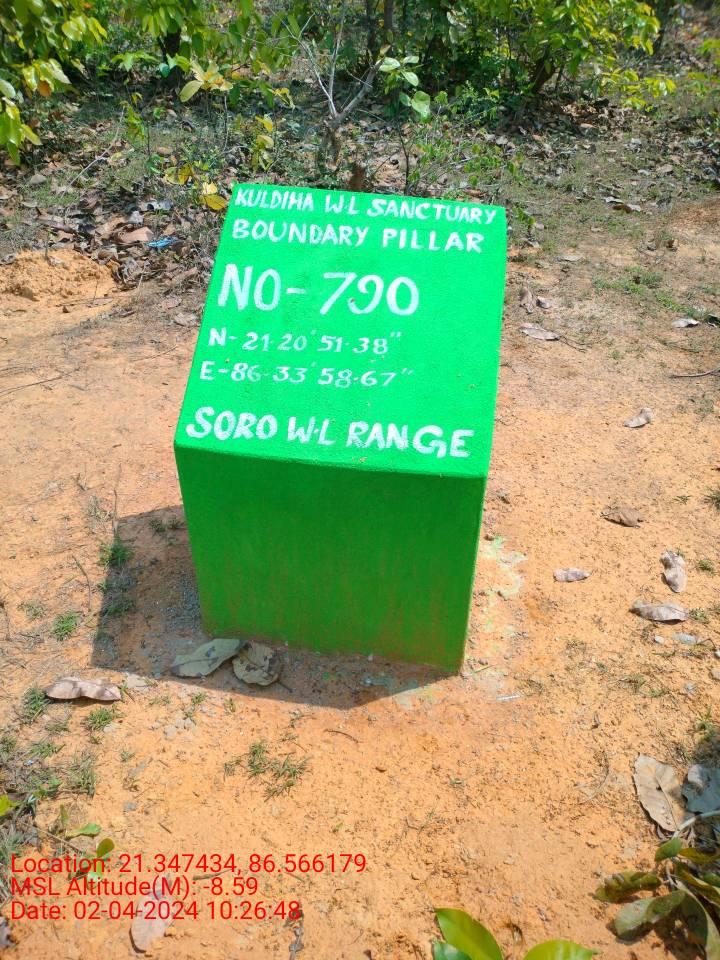 KULDIHA W.L SANCTUARY
BOUNDARY PILLAR
NO- 790
N- 21·20' 51·38"
E-86·33' 58·67"
SORO W·L RANGE
Location: 21.347434, 86.566179
MSL Altitude(M): -8.59
Date: 02-04-2024 10:26:48